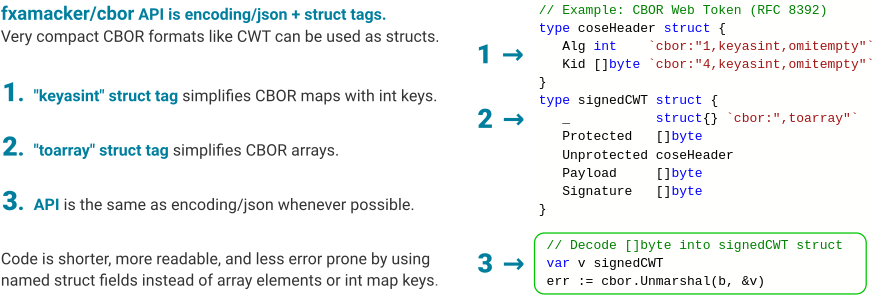 fxamacker/cbor API is encoding/json + struct tags.
Very compact CBOR formats like CWT can be used as structs.
1. "keyasint" struct tag simplifies CBOR maps with int keys.
2. "toarray" struct tag simplifies CBOR arrays.
3. API is the same as encoding/json whenever possible.
Code is shorter, more readable, and less error prone by using
named struct fields instead of array elements or int map keys.
// Example: CBOR Web Token (RFC 8392)
type coseHeader struct {
1 → Alg int `cbor:"1,keyasint,omitempty"`
Kid []byte `cbor:"4,keyasint,omitempty"`
}
type signedCWT struct {
2 → _ struct{} `cbor:",toarray"`
Protected []byte
Unprotected coseHeader
Payload []byte
Signature []byte
}
// Decode []byte into signedCWT struct
3 → var v signedCWT
err := cbor.Unmarshal(b, &v)